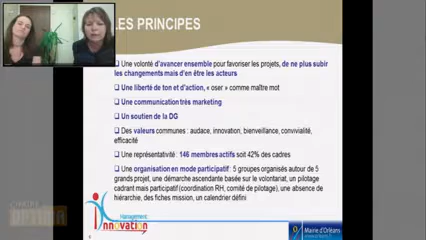 LES PRINCIPES
❑ Une volonté d'avancer ensemble pour favoriser les projets, de ne plus subir
les changements mais d'en être les acteurs
❑ Une liberté de ton et d'action, « oser » comme maître mot
❑ Une communication très marketing
❑ Un soutien de la DG
❑ Des valeurs communes : audace, innovation, bienveillance, convivialité,
efficacité
❑ Une représentativité : 146 membres actifs soit 42% des cadres
❑ Une organisation en mode participatif : 5 groupes organisés autour de 5
grands projet, une démarche ascendante basée sur le volontariat, un pilotage
cadrant mais participatif (coordination RH, comité de pilotage), une absence de
hiérarchie, des fiches mission, un calendrier défini
Management
innovation
Mairie d'Orléans
OPTIMA